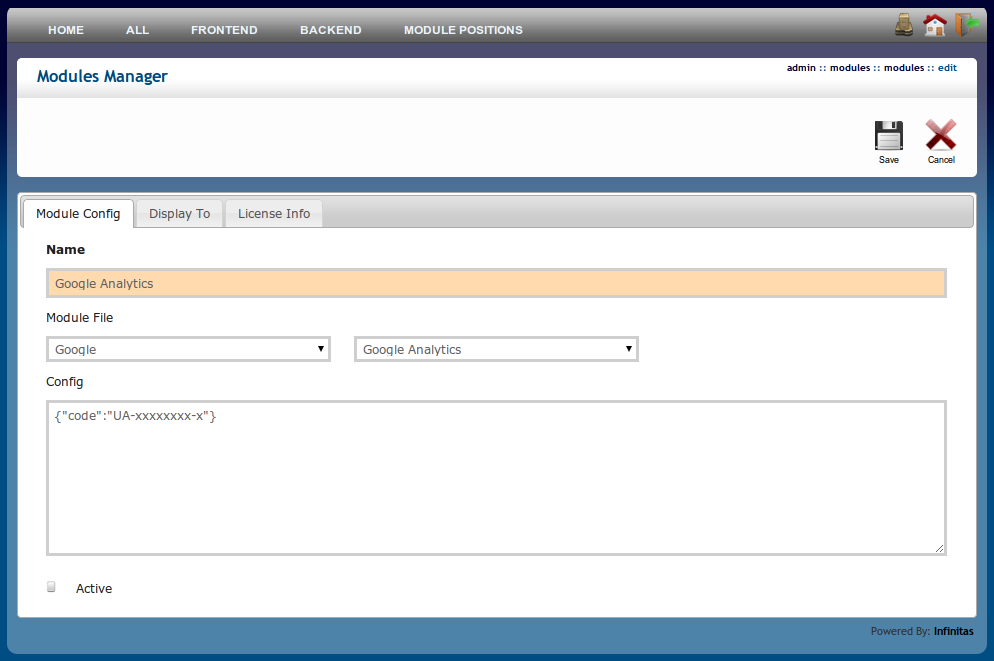 HOME ALL FRONTEND BACKEND MODULE POSITIONS
Modules Manager
admin :: modules :: modules :: edit
Save Cancel
Module Config Display To License Info
Name
Google Analytics
Module File
Google Google Analytics
Config
{"code":"UA-xxxxxxxx-x"}
Active
Powered By: Infinitas